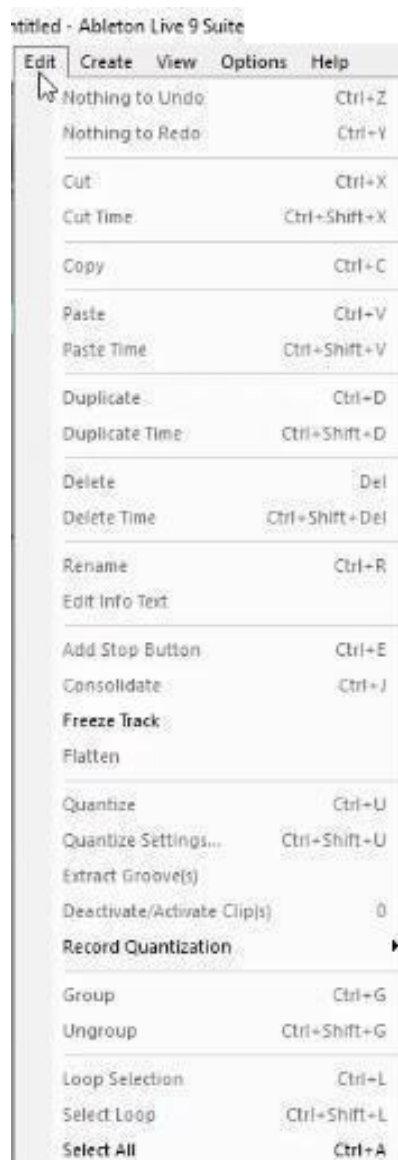 ntitled - Ableton Live 9 Suite
Edit Create View Options Help
Nothing to Undo Ctrl+Z
Nothing to Redo Ctrl+Y
Cut Ctrl+X
Cut Time Ctrl+Shift+X
Copy Ctrl+C
Paste Ctrl+V
Paste Time Ctrl+Shift+V
Duplicate Ctrl+D
Duplicate Time Ctrl+Shift+D
Delete Del
Delete Time Ctrl+Shift+Del
Rename Ctrl+R
Edit Info Text
Add Stop Button Ctrl+E
Consolidate Ctrl+J
Freeze Track
Flatten
Quantize Ctrl+U
Quantize Settings... Ctrl+Shift+U
Extract Groove(s)
Deactivate/Activate Clip(s) 0
Record Quantization
Group Ctrl+G
Ungroup Ctrl+Shift+G
Loop Selection Ctrl+L
Select Loop Ctrl+Shift+L
Select All Ctrl+A